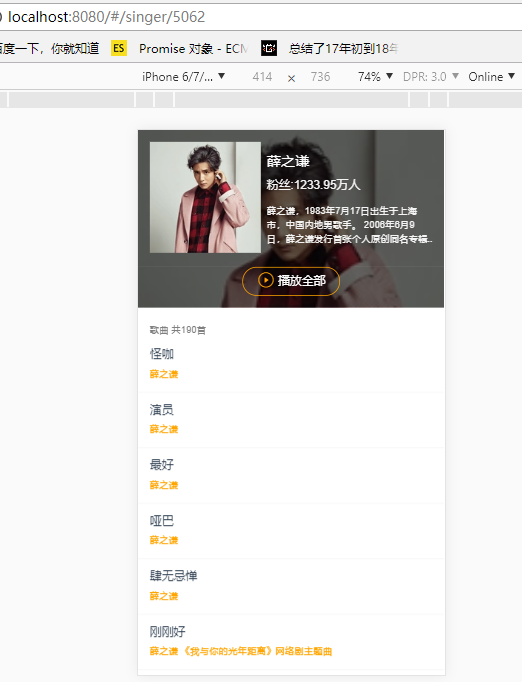 localhost:8080/#/singer/5062
百度一下，你就知道 ES Promise 对象 - ECM 总结了17年初到18年
iPhone 6/7/... ▼ 414 × 736 74% ▼ DPR: 3.0 ▼ Online ▼
薛之谦
粉丝:1233.95万人
薛之谦，1983年7月17日出生于上海
市，中国内地男歌手。 2006年6月9
日，薛之谦发行首张个人原创同名专辑..
播放全部
歌曲 共190首
怪咖
薛之谦
演员
薛之谦
最好
薛之谦
哑巴
薛之谦
肆无忌惮
薛之谦
刚刚好
薛之谦 《我与你的光年距离》网络剧主题曲